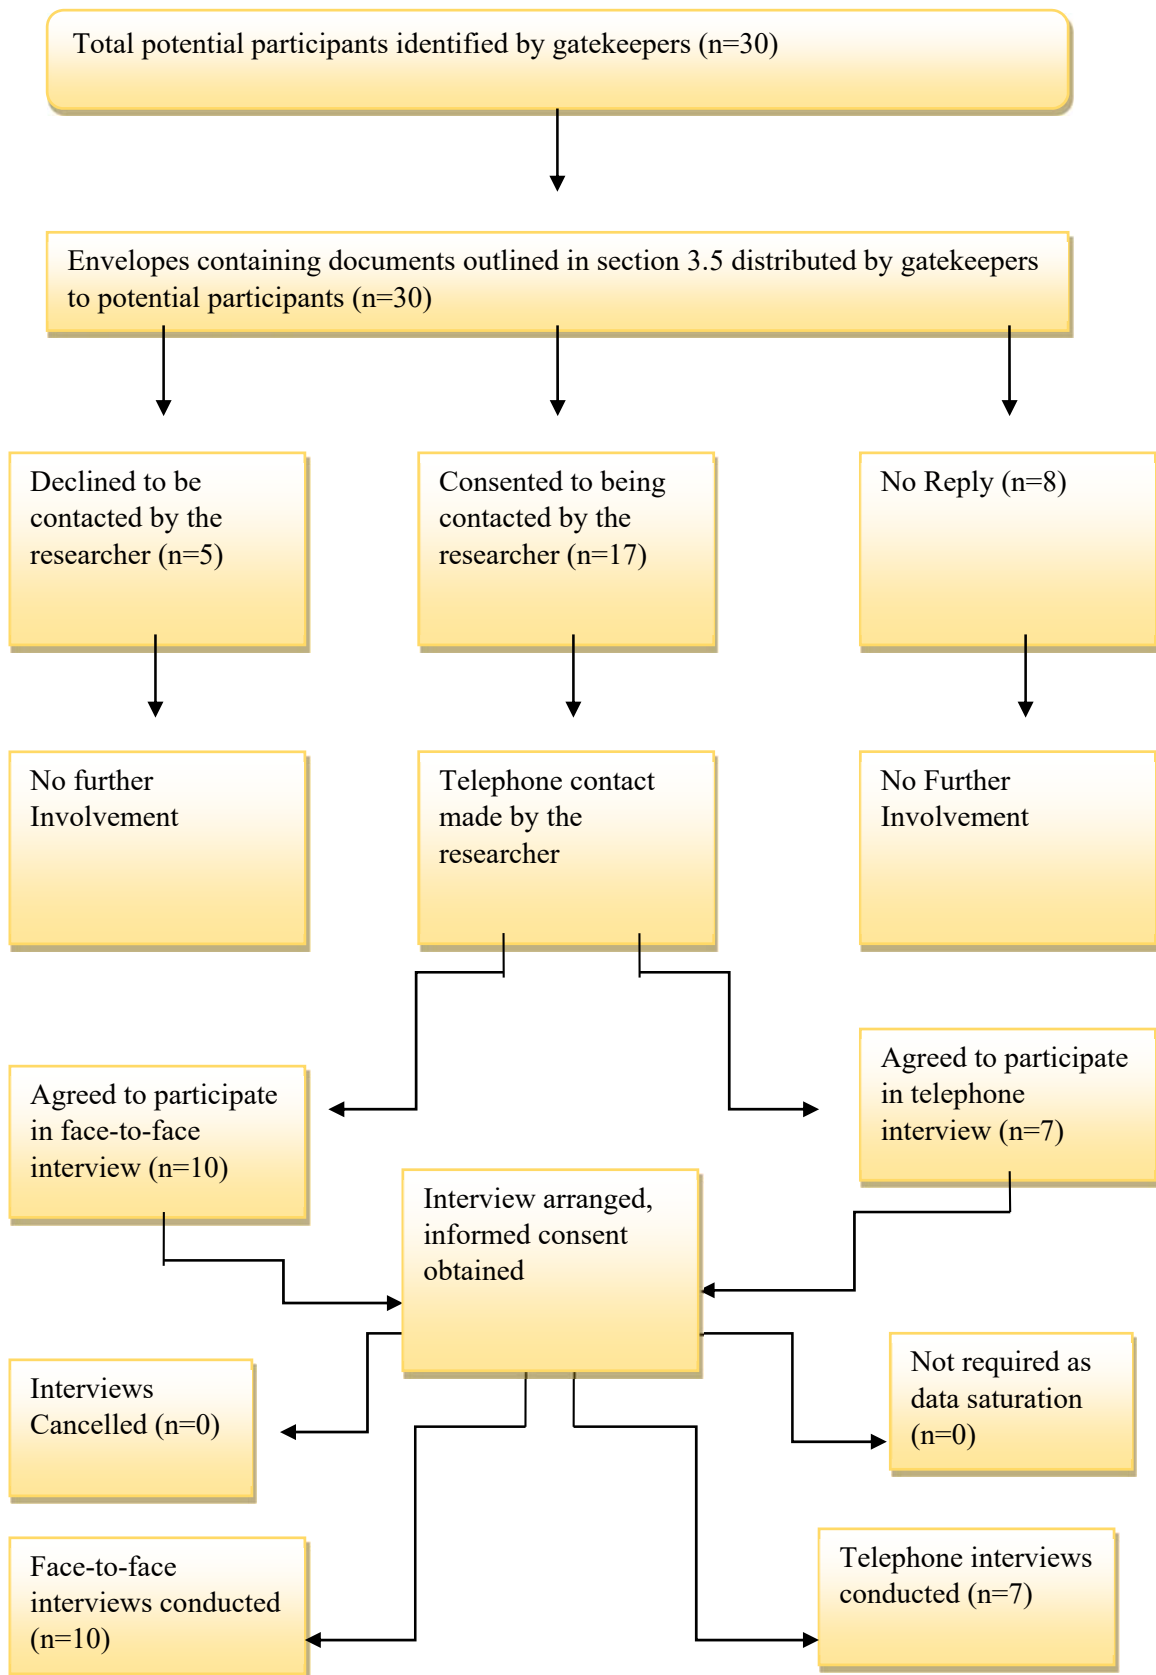 Total potential participants identified by gatekeepers (n=30)
Envelopes containing documents outlined in section 3.5 distributed by gatekeepers
to potential participants (n=30)
Declined to be
contacted by the
researcher (n=5)
Consented to being
contacted by the
researcher (n=17)
No Reply (n=8)
No further
Involvement
Telephone contact
made by the
researcher
No Further
Involvement
Agreed to participate
in face-to-face
interview (n=10)
Agreed to participate
in telephone
interview (n=7)
Interview arranged,
informed consent
obtained
Interviews
Cancelled (n=0)
Not required as
data saturation
(n=0)
Face-to-face
interviews conducted
(n=10)
Telephone interviews
conducted (n=7)